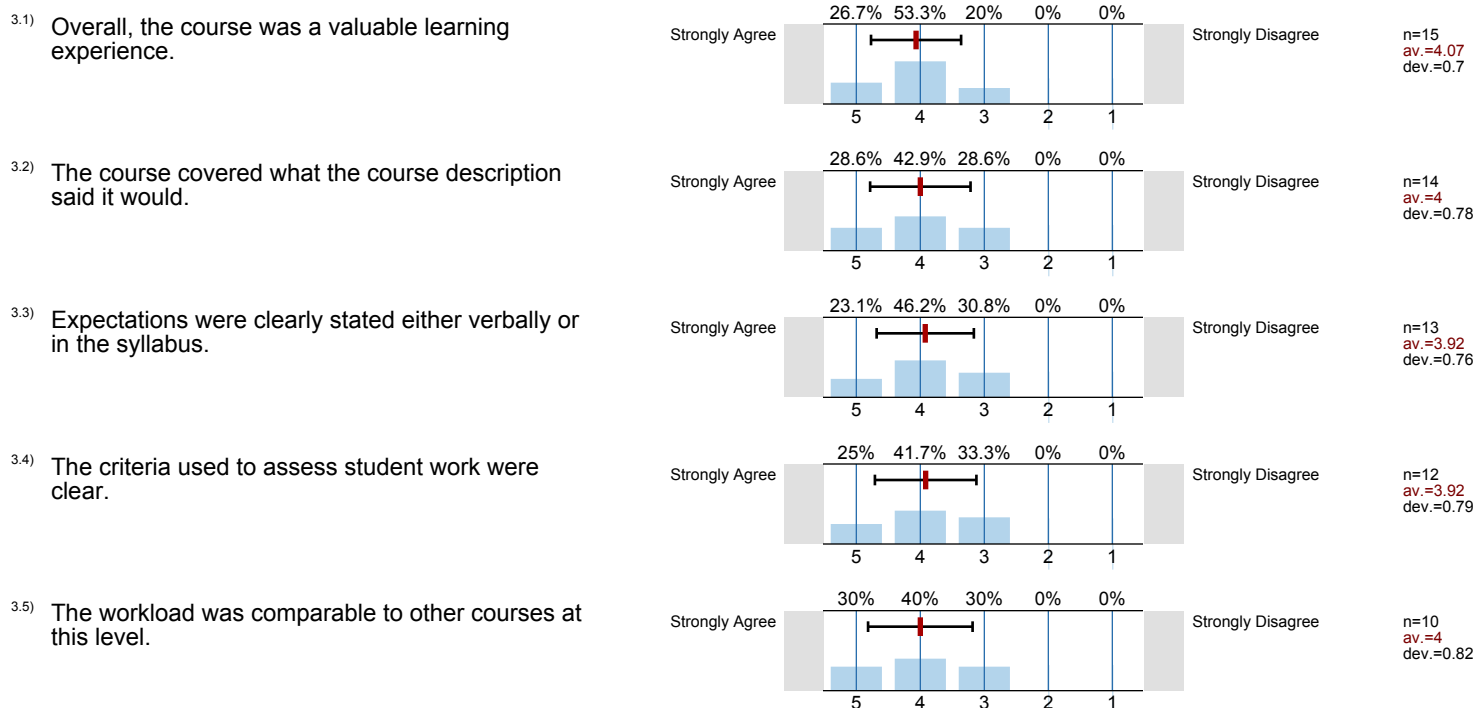 26.7% 53.3% 20% 0% 0%
3.1) Overall, the course was a valuable learning
experience.
Strongly Agree
Strongly Disagree
n=15
av.=4.07
dev.=0.7
5 4 3 2 1
28.6% 42.9% 28.6% 0% 0%
3.2) The course covered what the course description
said it would.
Strongly Agree
Strongly Disagree
n=14
av.=4
dev.=0.78
5 4 3 2 1
23.1% 46.2% 30.8% 0% 0%
3.3) Expectations were clearly stated either verbally or
in the syllabus.
Strongly Agree
Strongly Disagree
n=13
av.=3.92
dev.=0.76
5 4 3 2 1
25% 41.7% 33.3% 0% 0%
3.4) The criteria used to assess student work were
clear.
Strongly Agree
Strongly Disagree
n=12
av.=3.92
dev.=0.79
5 4 3 2 1
30% 40% 30% 0% 0%
3.5) The workload was comparable to other courses at
this level.
Strongly Agree
Strongly Disagree
n=10
av.=4
dev.=0.82
5 4 3 2 1